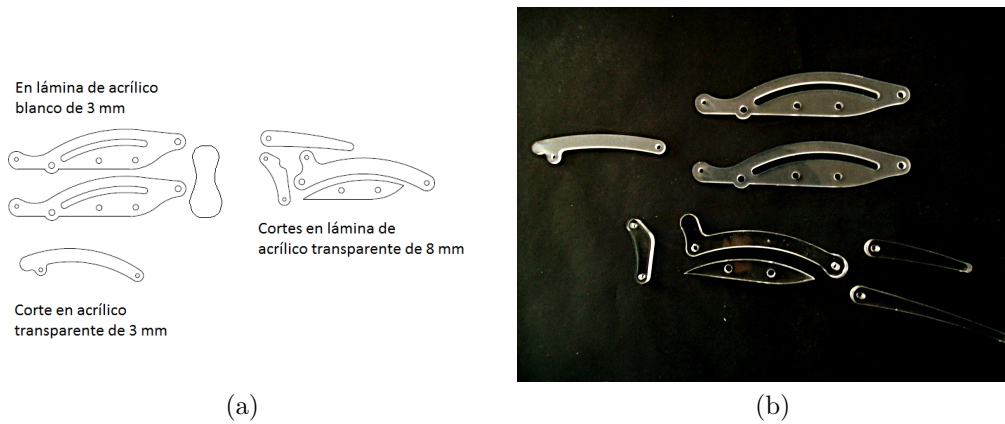 En lámina de acrílico
blanco de 3 mm
Cortes en lámina de
acrílico transparente de 8 mm
Corte en acrílico
transparente de 3 mm
(a)
(b)